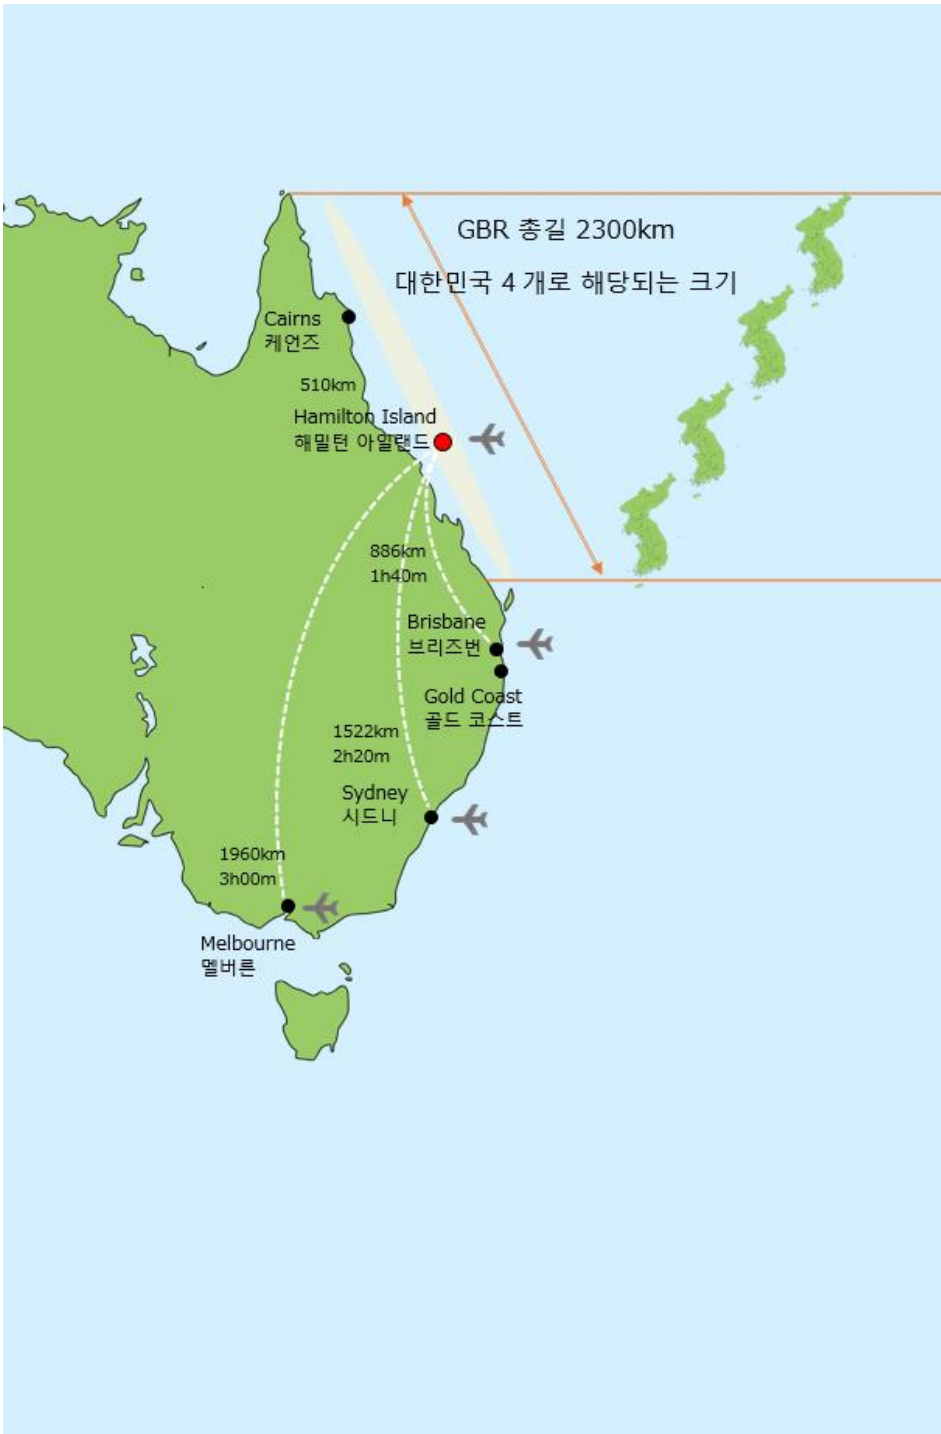 GBR 총길 2300km
대한민국 4 개로 해당되는 크기
Cairns
케언즈
510km
Hamilton Island
해밀턴 아일랜드
886km
1h40m
Brisbane
브리즈번
Gold Coast
골드 코스트
1522km
2h20m
Sydney
시드니
1960km
3h00m
Melbourne
멜버른